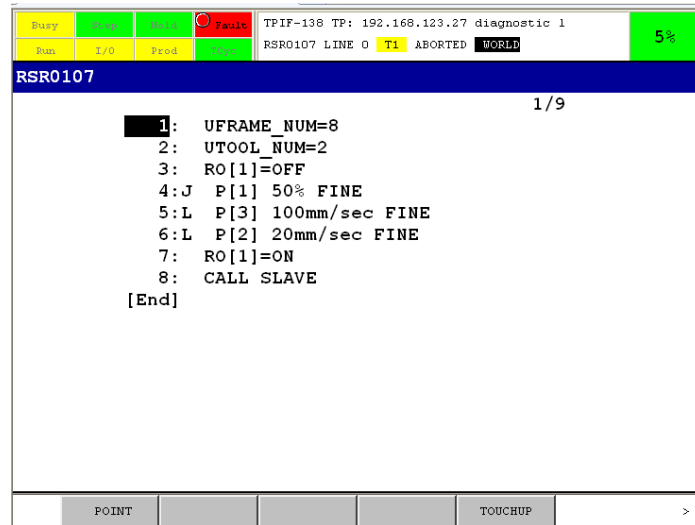 Busy Step Hold Fault TPIF-138 TP: 192.168.123.27 diagnostic l
Run I/O Prod TCyc RSR0107 LINE 0 T1 ABORTED WORLD 5%
RSR0107
1/9
1: UFRAME_NUM=8
2: UTOOL_NUM=2
3: RO[1]=OFF
4:J P[1] 50% FINE
5:L P[3] 100mm/sec FINE
6:L P[2] 20mm/sec FINE
7: RO[1]=ON
8: CALL SLAVE
[End]
POINT TOUCHUP >